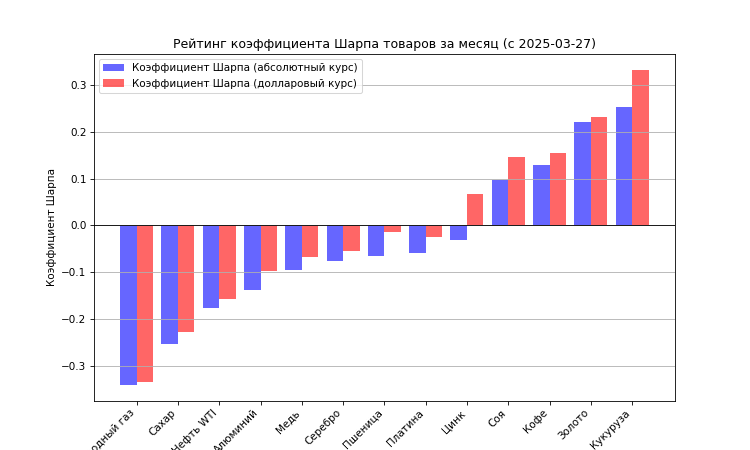 Рейтинг коэффициента Шарпа товаров за месяц (с 2025-03-27)
Коэффициент Шарпа (абсолютный курс)
Коэффициент Шарпа (долларовый курс)
Коэффициент Шарпа
0.3
0.2
0.1
0.0
−0.1
−0.2
−0.3
одный газ
Сахар
Нефть WTI
Алюминий
Медь
Серебро
Пшеница
Платина
Цинк
Соя
Кофе
Золото
Кукуруза